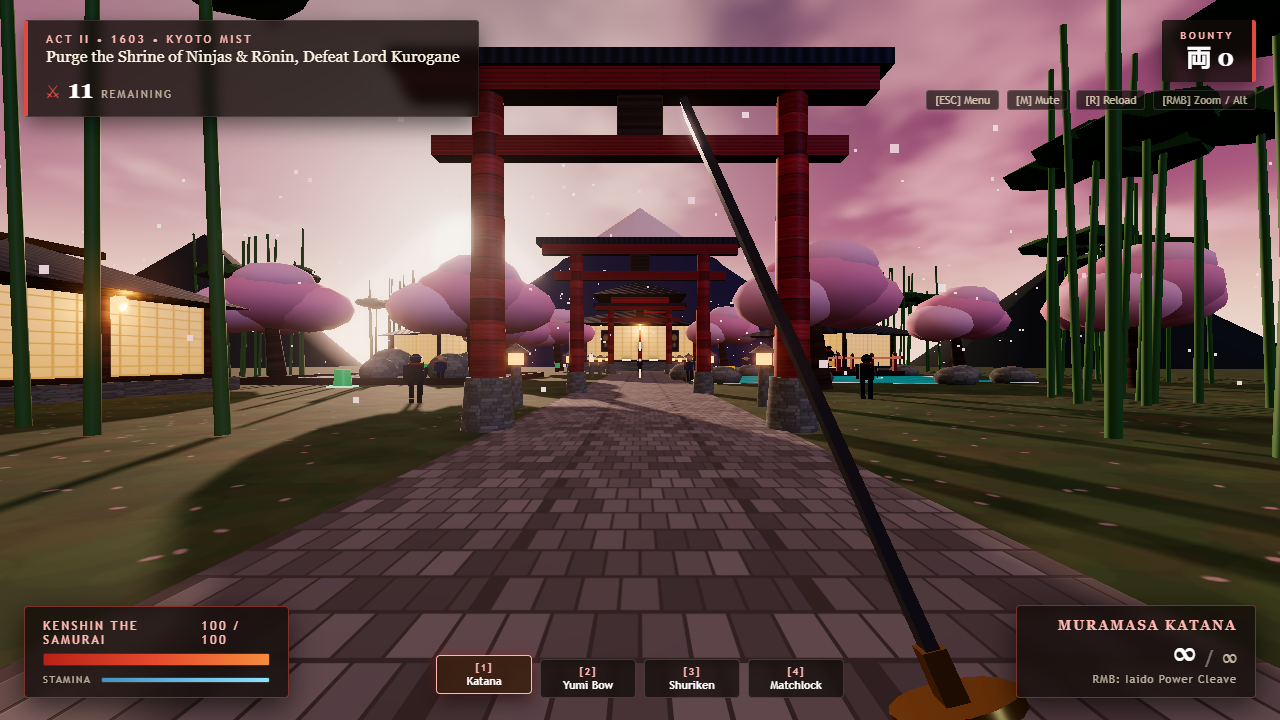 ACT II • 1603 • KYOTO MIST
Purge the Shrine of Ninjas & Rōnin, Defeat Lord Kurogane
⚔ 11 REMAINING
BOUNTY
両 0
[ESC] Menu
[M] Mute
[R] Reload
[RMB] Zoom / Alt
KENSHIN THE SAMURAI
100 / 100
STAMINA
[1]
Katana
[2]
Yumi Bow
[3]
Shuriken
[4]
Matchlock
MURAMASA KATANA
∞ / ∞
RMB: Iaido Power Cleave